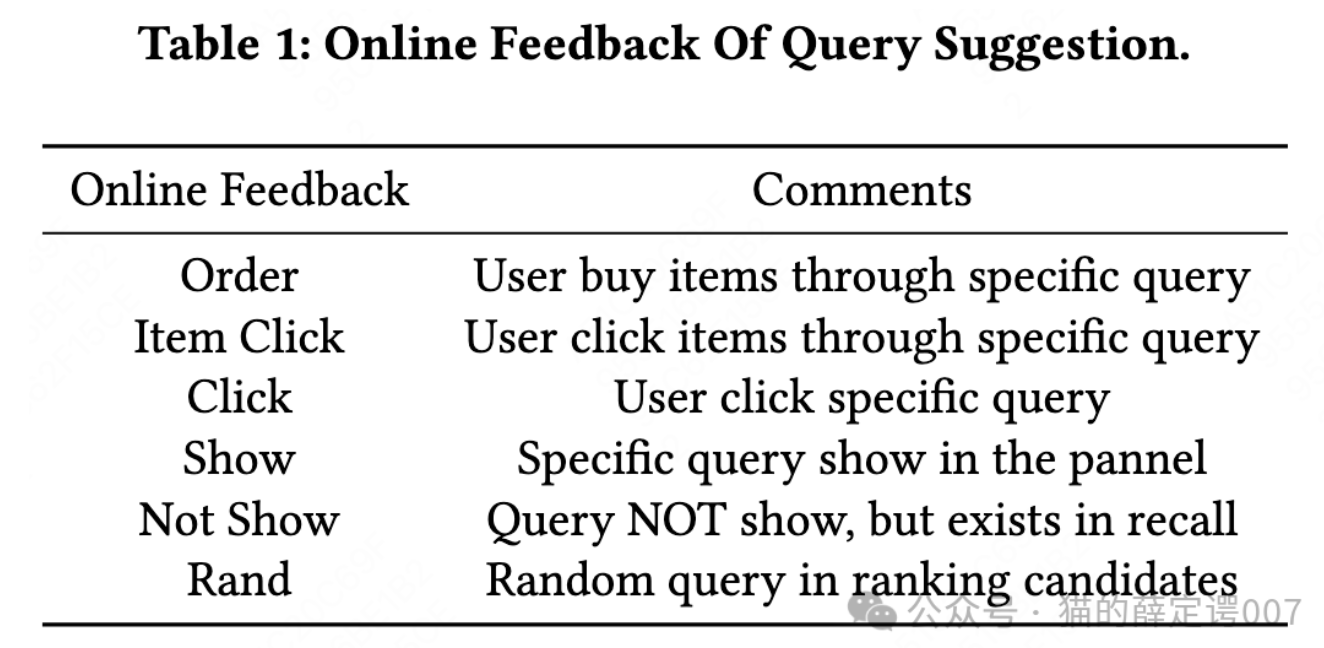 Table 1: Online Feedback Of Query Suggestion.
Online Feedback Comments
Order User buy items through specific query
Item Click User click items through specific query
Click User click specific query
Show Specific query show in the pannel
Not Show Query NOT show, but exists in recall
Rand Random query in ranking candidates
公众号 · 猫的薛定谔007